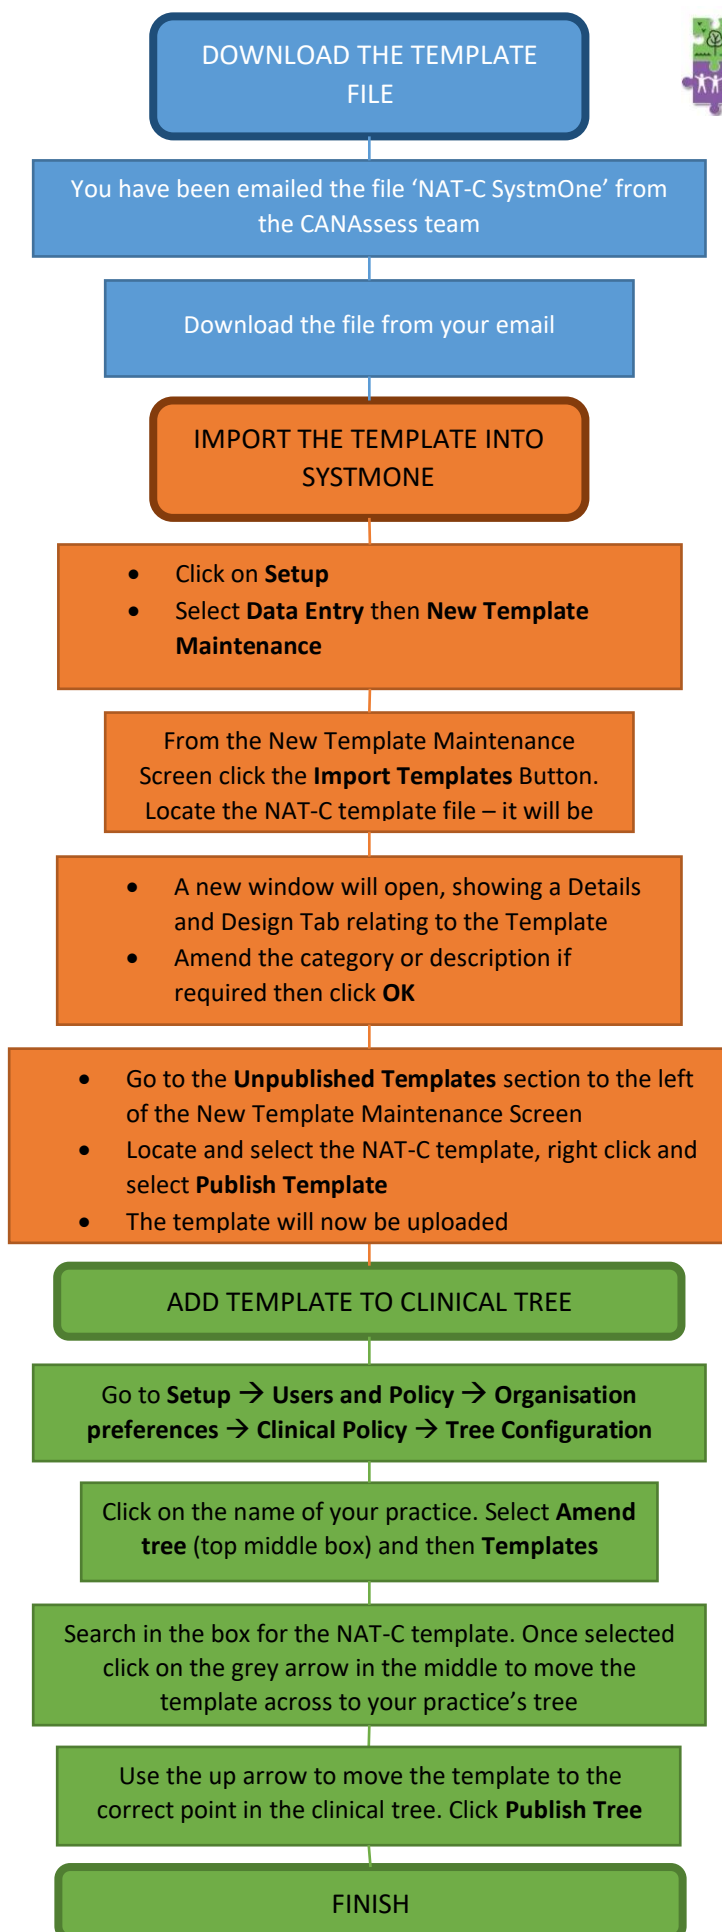 DOWNLOAD THE TEMPLATE
FILE
You have been emailed the file ‘NAT-C SystmOne’ from
the CANAssess team
Download the file from your email
IMPORT THE TEMPLATE INTO
SYSTMONE
• Click on Setup
• Select Data Entry then New Template
Maintenance
From the New Template Maintenance
Screen click the Import Templates Button.
Locate the NAT-C template file – it will be
• A new window will open, showing a Details
and Design Tab relating to the Template
• Amend the category or description if
required then click OK
• Go to the Unpublished Templates section to the left
of the New Template Maintenance Screen
• Locate and select the NAT-C template, right click and
select Publish Template
• The template will now be uploaded
ADD TEMPLATE TO CLINICAL TREE
Go to Setup → Users and Policy → Organisation
preferences → Clinical Policy → Tree Configuration
Click on the name of your practice. Select Amend
tree (top middle box) and then Templates
Search in the box for the NAT-C template. Once selected
click on the grey arrow in the middle to move the
template across to your practice’s tree
Use the up arrow to move the template to the
correct point in the clinical tree. Click Publish Tree
FINISH